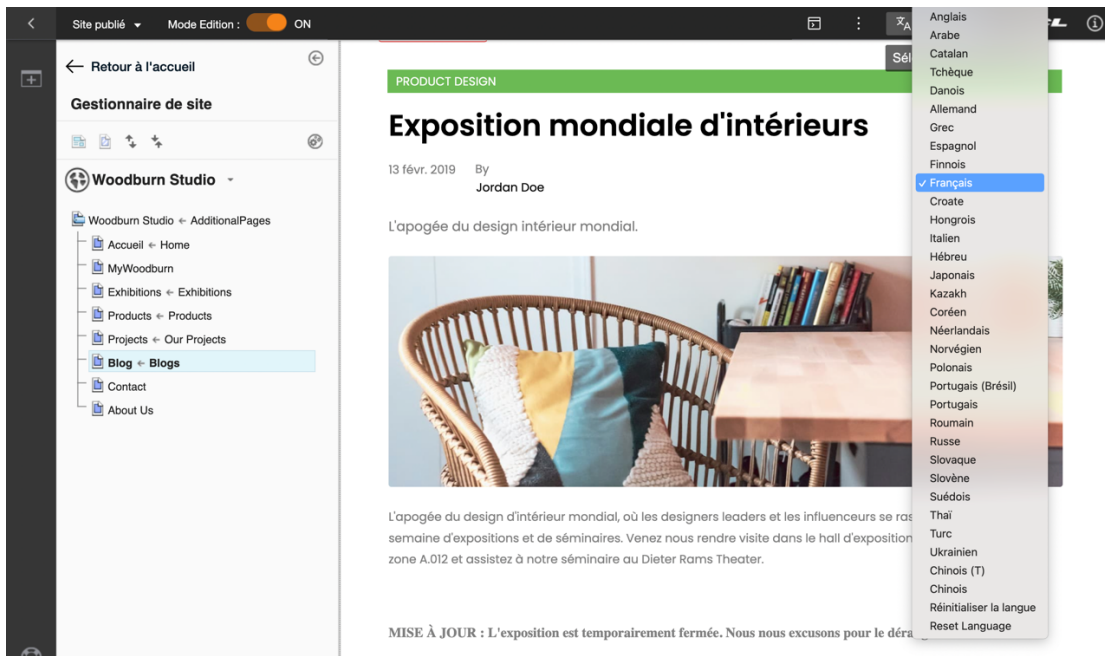 Site publié
Mode Edition :
ON
Retour à l'accueil
Gestionnaire de site
Woodburn Studio
Woodburn Studio ← AdditionalPages
Accueil ← Home
MyWoodburn
Exhibitions ← Exhibitions
Products ← Products
Projects ← Our Projects
Blog ← Blogs
Contact
About Us
PRODUCT DESIGN
Exposition mondiale d'intérieurs
13 févr. 2019 By
Jordan Doe
L'apogée du design intérieur mondial.
L'apogée du design d'intérieur mondial, où les designers leaders et les influenceurs se
semaine d'expositions et de séminaires. Venez nous rendre visite dans le hall d'exposition
zone A.012 et assistez à notre séminaire au Dieter Rams Theater.
MISE À JOUR : L'exposition est temporairement fermée. Nous nous excusons pour le
Anglais
Arabe
Catalan
Tchèque
Danois
Allemand
Grec
Espagnol
Finnois
✓ Français
Croate
Hongrois
Italien
Hébreu
Japonais
Kazakh
Coréen
Néerlandais
Norvégien
Polonais
Portugais (Brésil)
Portugais
Roumain
Russe
Slovaque
Slovène
Suédois
Thaï
Turc
Ukrainien
Chinois (T)
Chinois
Réinitialiser la langue
Reset Language